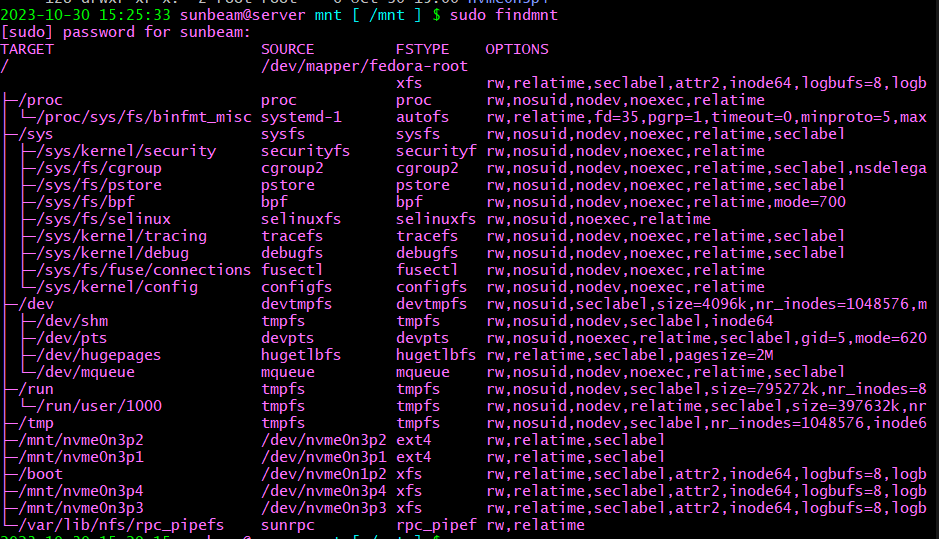 2023-10-30 15:25:33 sunbeam@server mnt [ /mnt ] $ sudo findmnt
[sudo] password for sunbeam:
TARGET SOURCE FSTYPE OPTIONS
/ /dev/mapper/fedora-root
xfs rw,relatime,seclabel,attr2,inode64,logbufs=8,logb
├─/proc proc proc rw,nosuid,nodev,noexec,relatime
│ └─/proc/sys/fs/binfmt_misc systemd-1 autofs rw,relatime,fd=35,pgrp=1,timeout=0,minproto=5,max
├─/sys sysfs sysfs rw,nosuid,nodev,noexec,relatime,seclabel
│ ├─/sys/kernel/security securityfs securityf rw,nosuid,nodev,noexec,relatime
│ ├─/sys/fs/cgroup cgroup2 cgroup2 rw,nosuid,nodev,noexec,relatime,seclabel,nsdelega
│ ├─/sys/fs/pstore pstore pstore rw,nosuid,nodev,noexec,relatime,seclabel
│ ├─/sys/fs/bpf bpf bpf rw,nosuid,nodev,noexec,relatime,mode=700
│ ├─/sys/fs/selinux selinuxfs selinuxfs rw,nosuid,noexec,relatime
│ ├─/sys/kernel/tracing tracefs tracefs rw,nosuid,nodev,noexec,relatime,seclabel
│ ├─/sys/kernel/debug debugfs debugfs rw,nosuid,nodev,noexec,relatime,seclabel
│ ├─/sys/fs/fuse/connections fusectl fusectl rw,nosuid,nodev,noexec,relatime
│ └─/sys/kernel/config configfs configfs rw,nosuid,nodev,noexec,relatime
├─/dev devtmpfs devtmpfs rw,nosuid,seclabel,size=4096k,nr_inodes=1048576,m
│ ├─/dev/shm tmpfs tmpfs rw,nosuid,nodev,seclabel,inode64
│ ├─/dev/pts devpts devpts rw,nosuid,noexec,relatime,seclabel,gid=5,mode=620
│ ├─/dev/hugepages hugetlbfs hugetlbfs rw,relatime,seclabel,pagesize=2M
│ └─/dev/mqueue mqueue mqueue rw,nosuid,nodev,noexec,relatime,seclabel
├─/run tmpfs tmpfs rw,nosuid,nodev,seclabel,size=795272k,nr_inodes=8
│ └─/run/user/1000 tmpfs tmpfs rw,nosuid,nodev,relatime,seclabel,size=397632k,nr
├─/tmp tmpfs tmpfs rw,nosuid,nodev,seclabel,nr_inodes=1048576,inode6
├─/mnt/nvme0n3p2 /dev/nvme0n3p2 ext4 rw,relatime,seclabel
├─/mnt/nvme0n3p1 /dev/nvme0n3p1 ext4 rw,relatime,seclabel
├─/boot /dev/nvme0n1p2 xfs rw,relatime,seclabel,attr2,inode64,logbufs=8,logb
├─/mnt/nvme0n3p4 /dev/nvme0n3p4 xfs rw,relatime,seclabel,attr2,inode64,logbufs=8,logb
├─/mnt/nvme0n3p3 /dev/nvme0n3p3 xfs rw,relatime,seclabel,attr2,inode64,logbufs=8,logb
└─/var/lib/nfs/rpc_pipefs sunrpc rpc_pipef rw,relatime